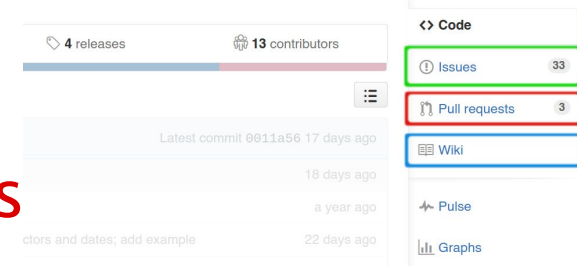 4 releases
13 contributors
Latest commit 0011a56 17 days ago
18 days ago
a year ago
ctors and dates; add example
22 days ago
s
Code
Issues 33
Pull requests 3
Wiki
Pulse
Graphs